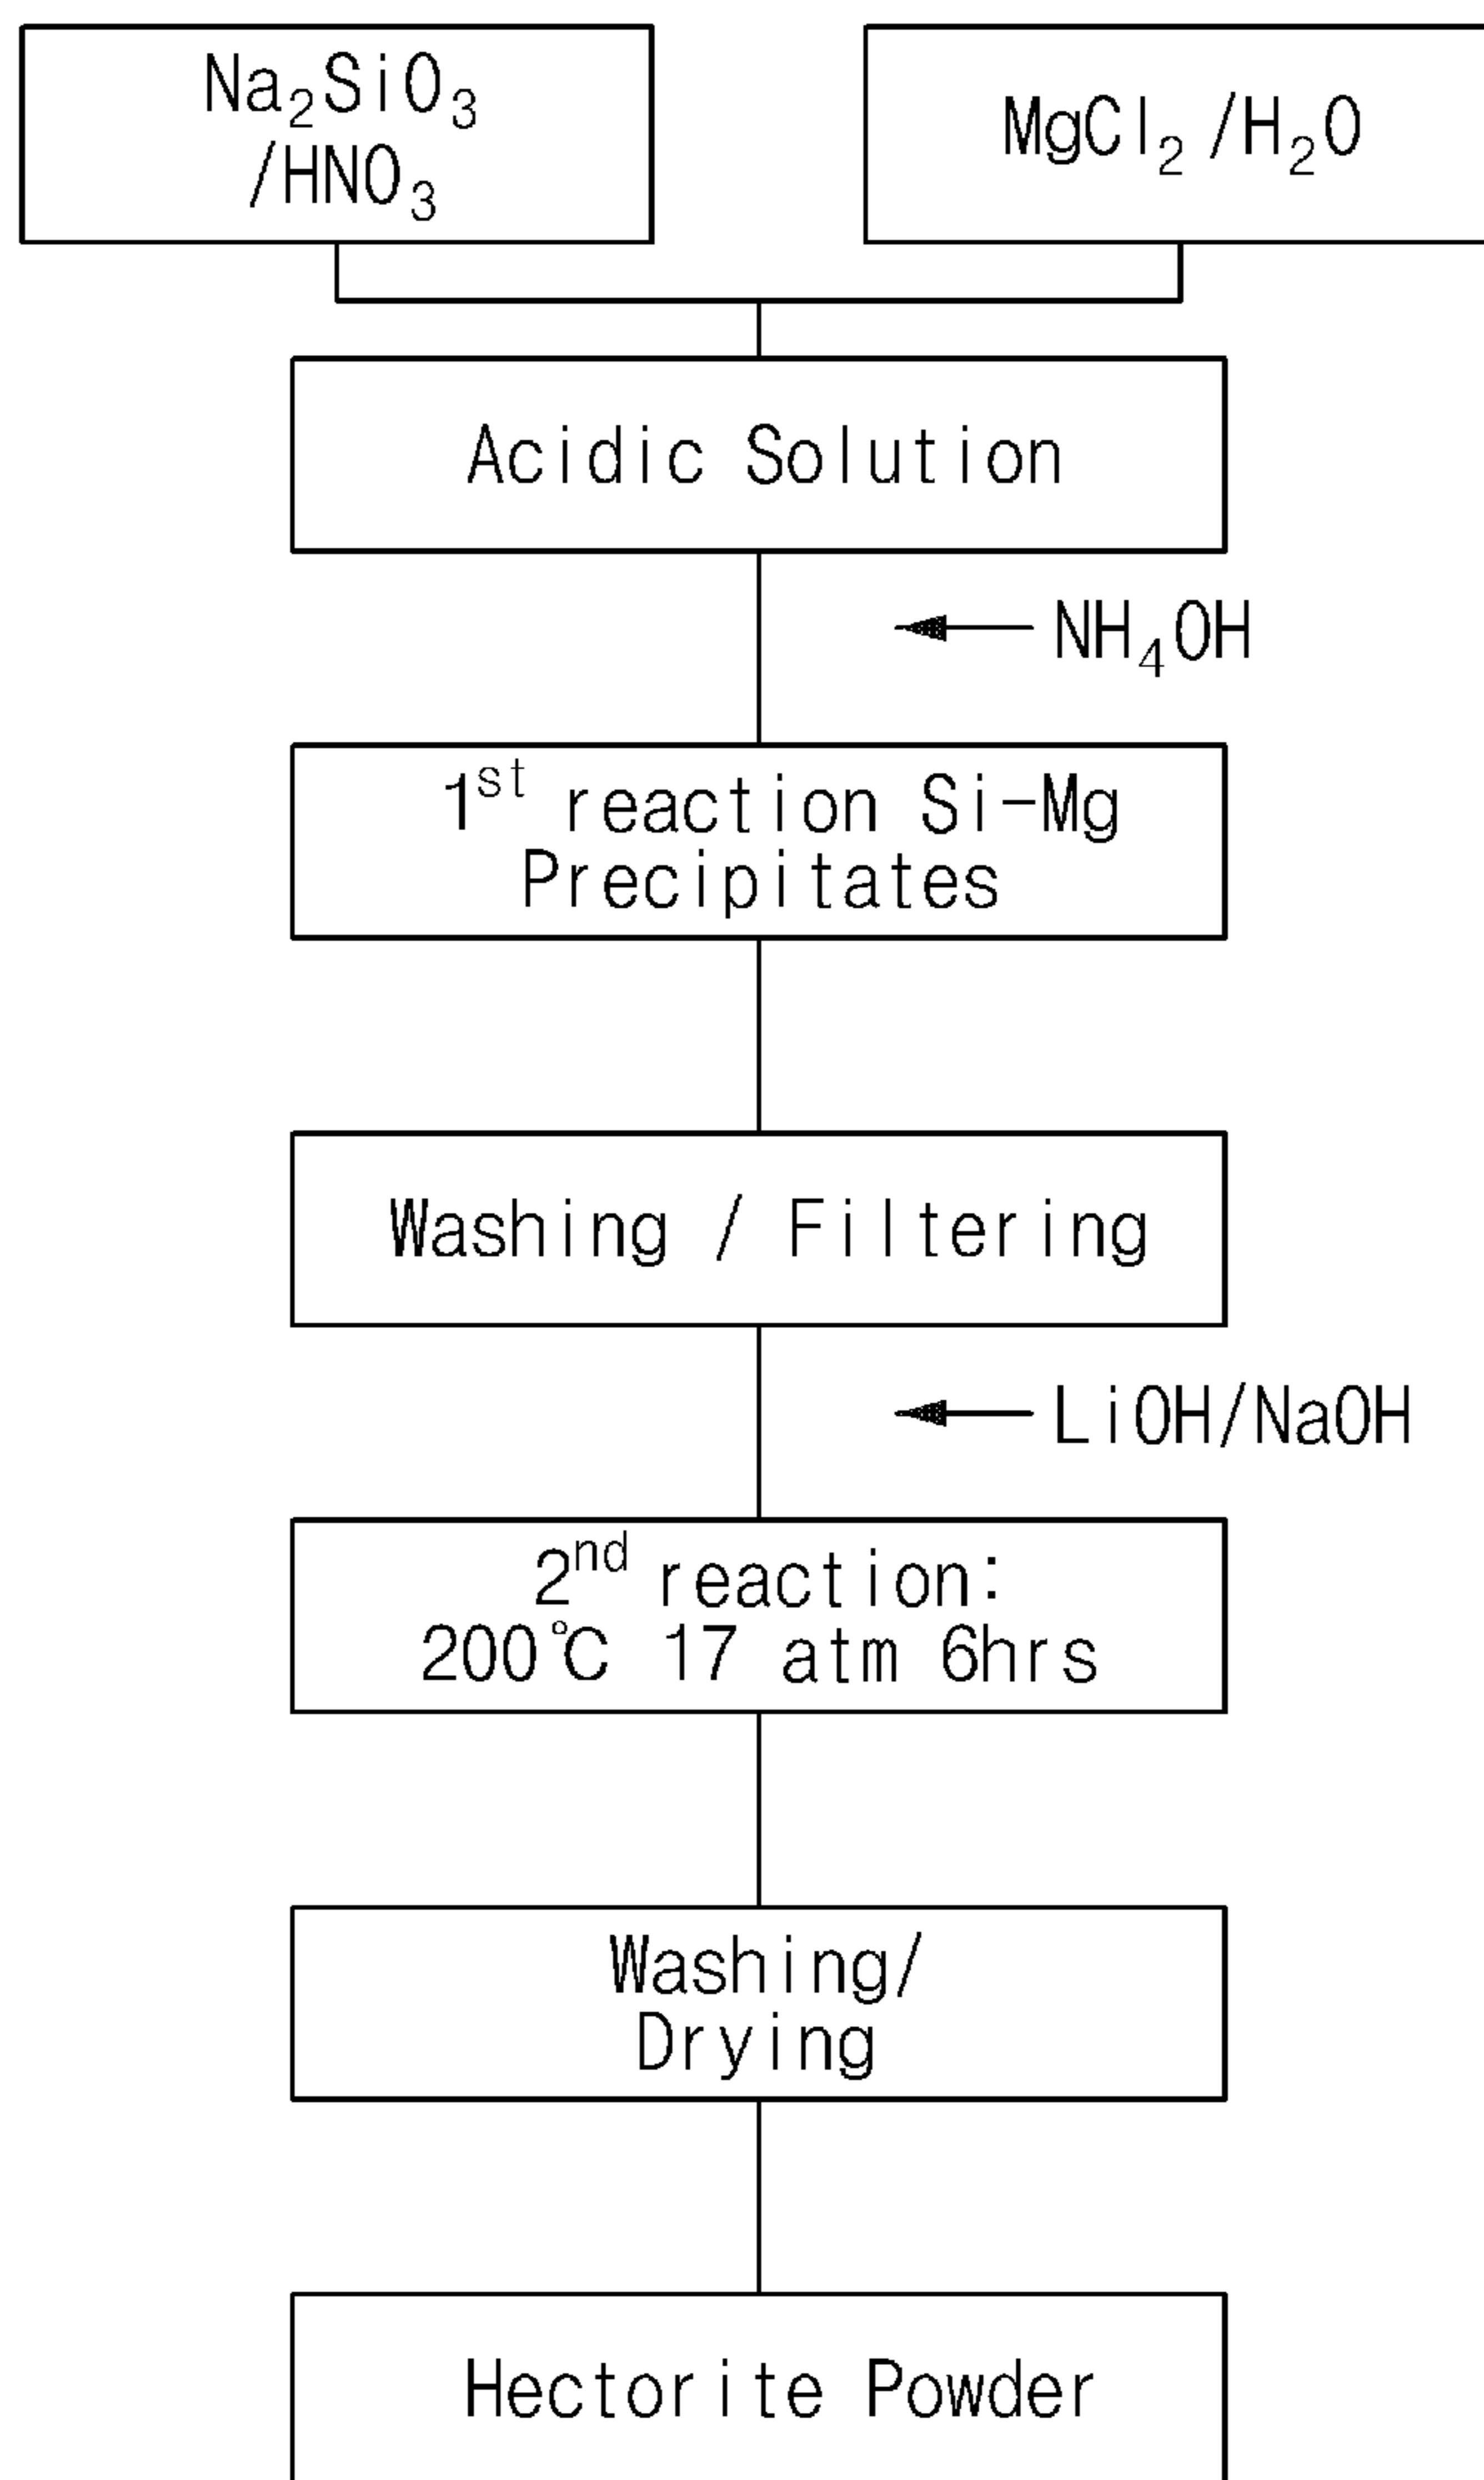 Na₂SiO₃
/HNO₃
MgCl₂ /H₂O
Acidic Solution
NH₄OH
1ˢᵗ reaction Si-Mg
Precipitates
Washing / Filtering
LiOH/NaOH
2ⁿᵈ reaction:
200℃ 17 atm 6hrs
Washing/
Drying
Hectorite Powder